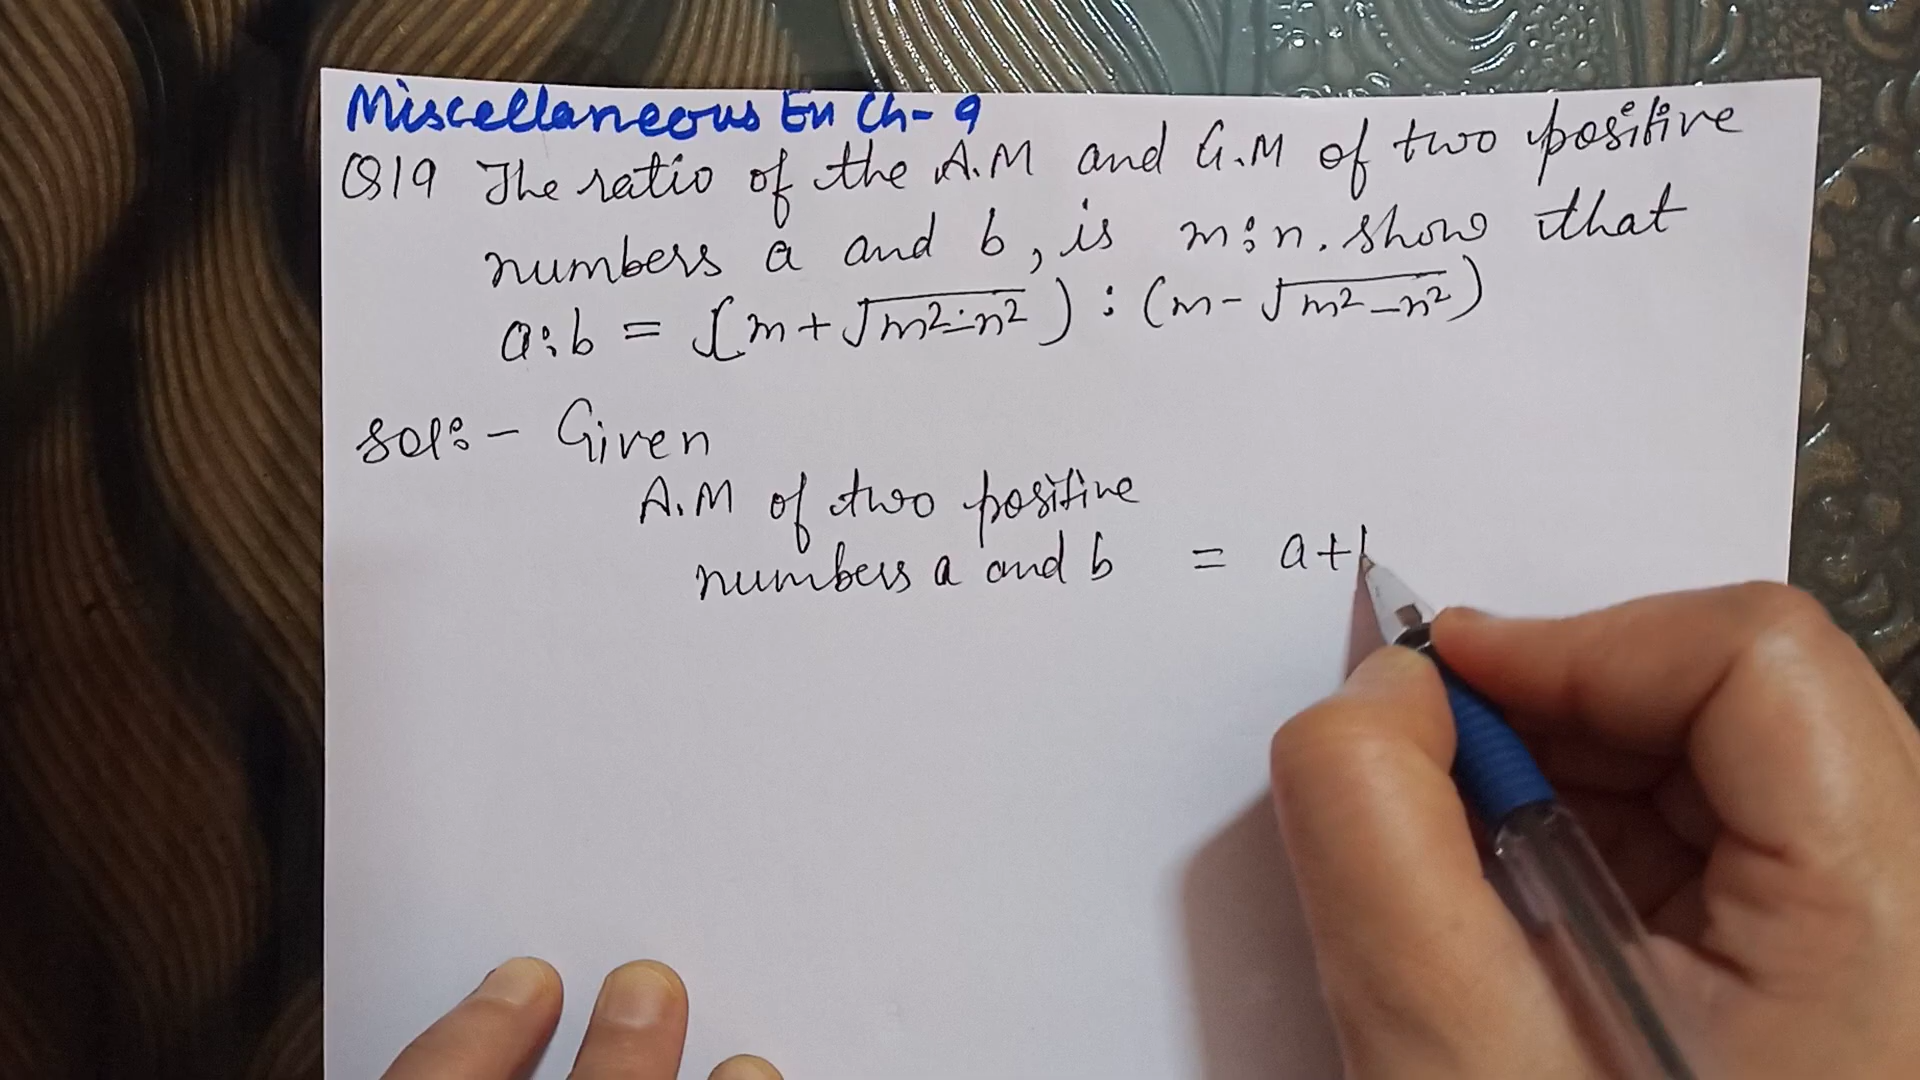 Miscellaneous Ex Ch- 9
Q19 The ratio of the A.M and G.M of two positive
numbers a and b, is m:n. show that
a:b = (m+√m²-n²) : (m-√m²-n²)
Sol:- Given
A.M of two positive
numbers a and b = a+